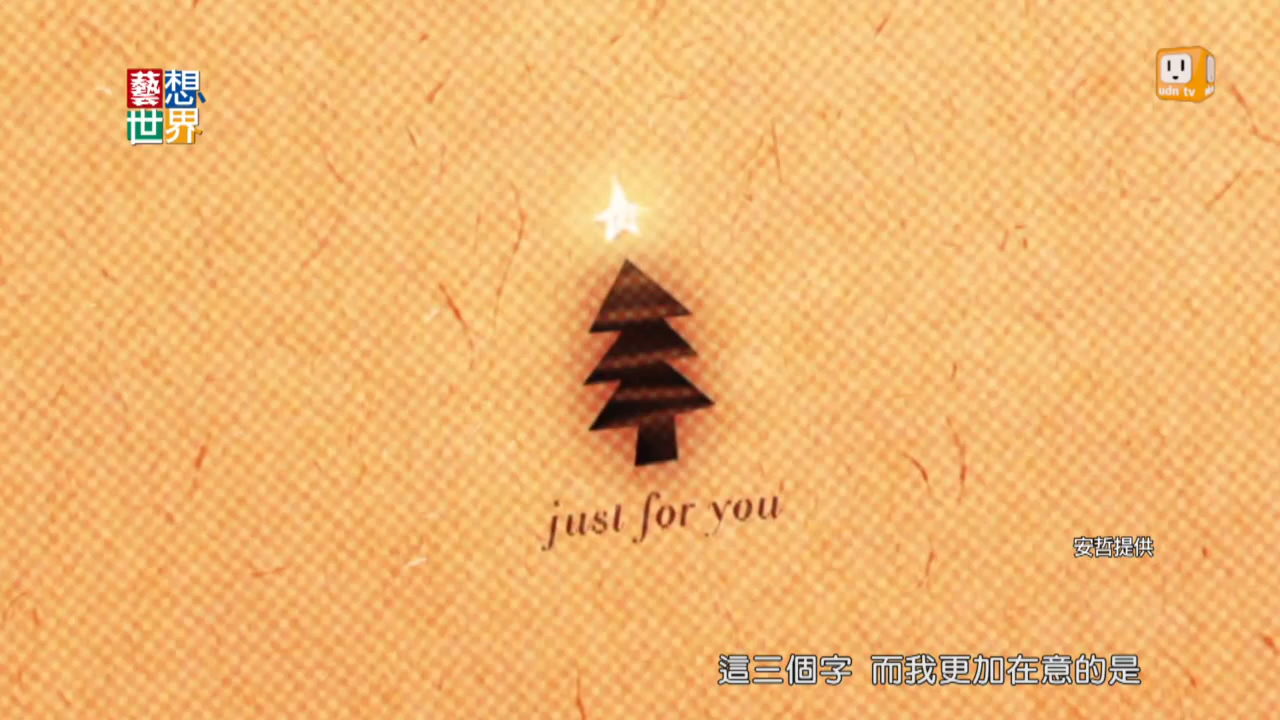 藝想
世界
udn tv
just for you
安哲提供
這三個字 而我更加在意的是